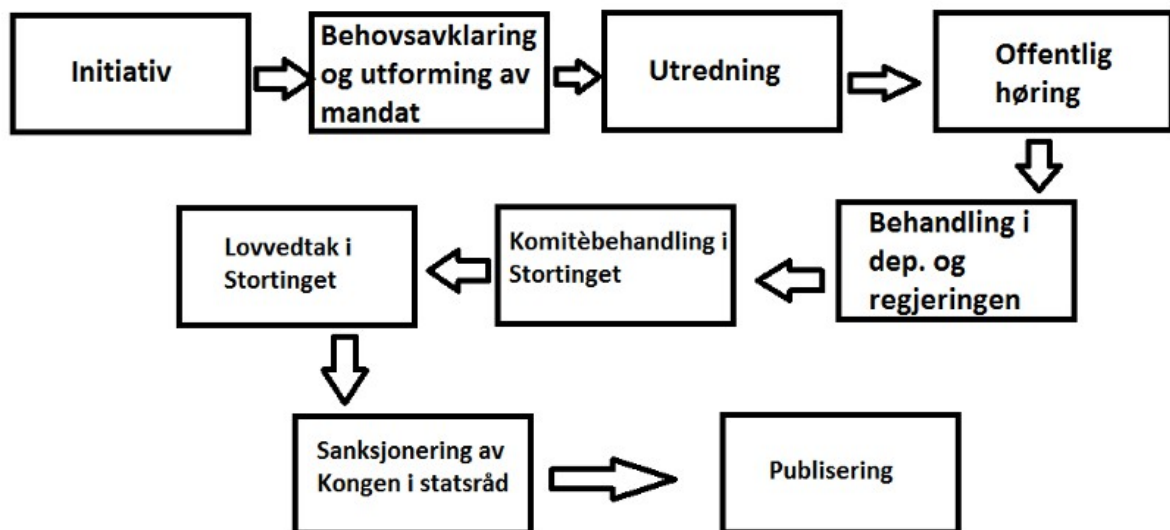 Initiativ
Behovsavklaring
og utforming av
mandat
Utredning
Offentlig
høring
Behandling i
dep. og
regjeringen
Komitèbehandling i
Stortinget
Lovvedtak i
Stortinget
Sanksjonering av
Kongen i statsråd
Publisering